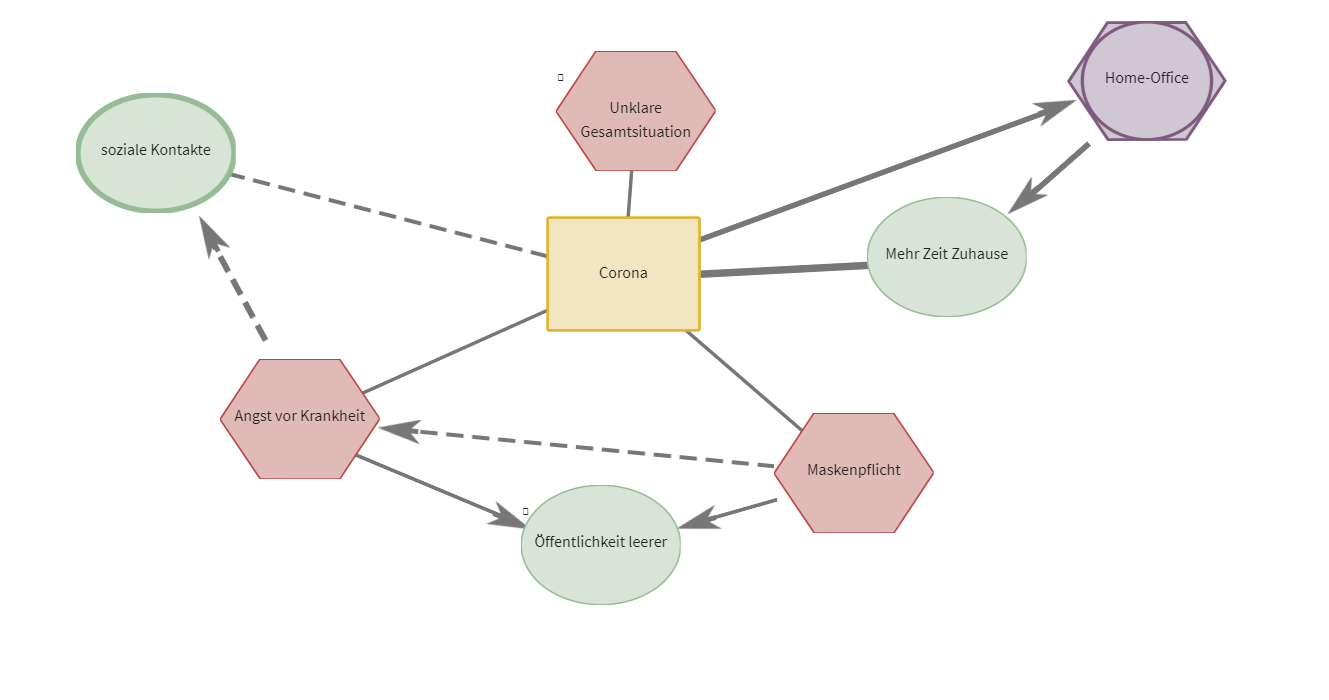 Home-Office
Unklare
Gesamtsituation
soziale Kontakte
Mehr Zeit Zuhause
Corona
Angst vor Krankheit
Maskenpflicht
Öffentlichkeit leerer